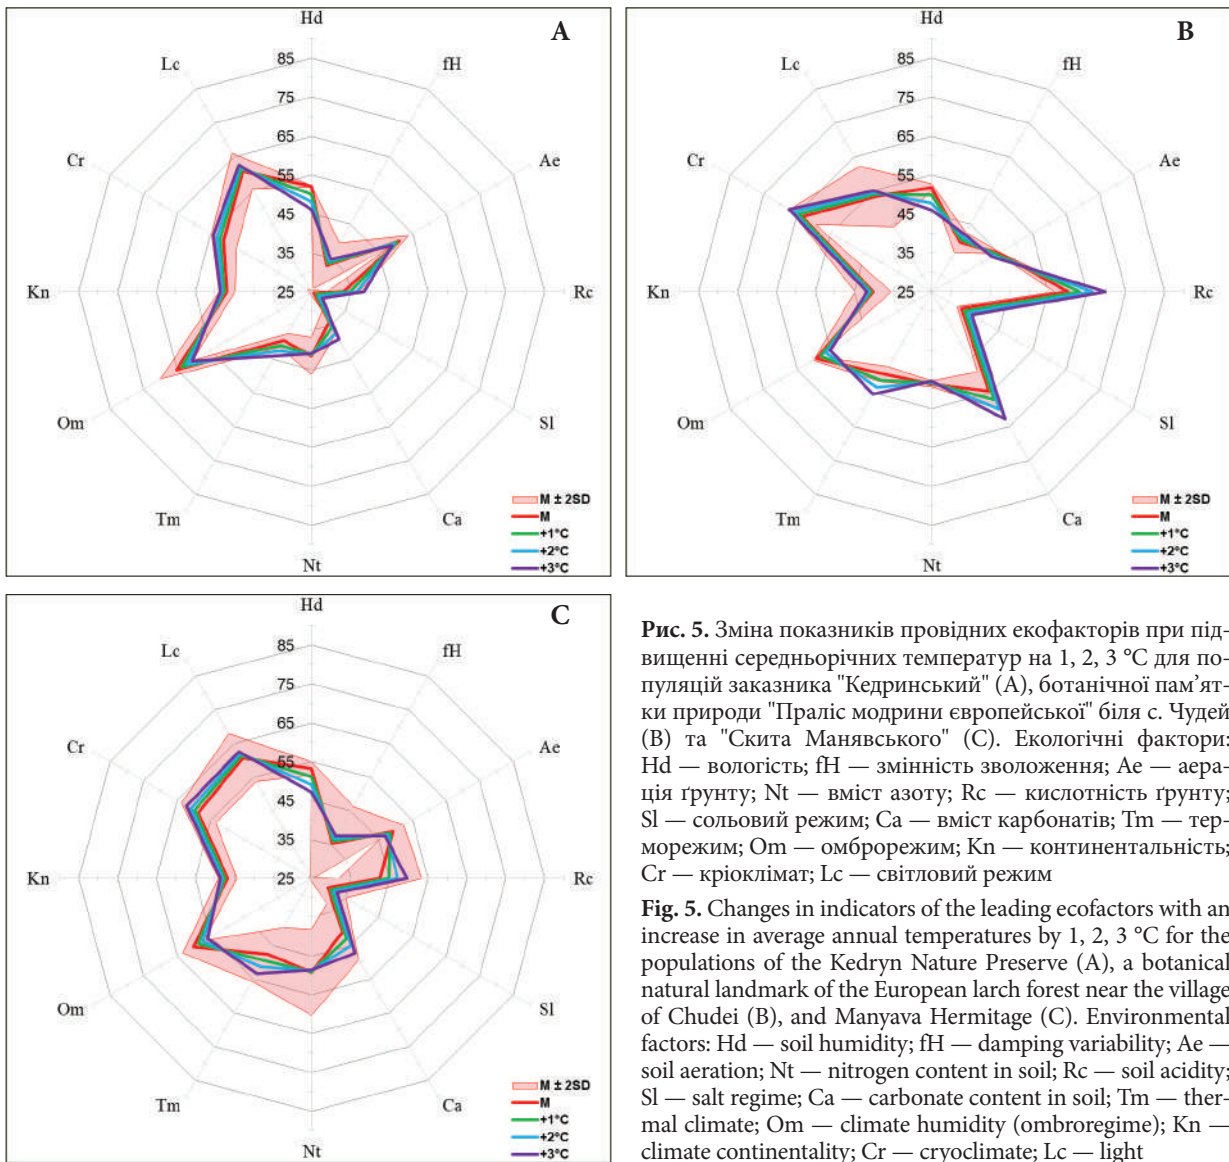 A
Hd
fH
Ae
Rc
Sl
Ca
Nt
Tm
Om
Kn
Cr
Lc
85
75
65
55
45
35
25
M ± 2SD
M
+1°C
+2°C
+3°C
B
Hd
fH
Ae
Rc
Sl
Ca
Nt
Tm
Om
Kn
Cr
Lc
85
75
65
55
45
35
25
M ± 2SD
M
+1°C
+2°C
+3°C
C
Hd
fH
Ae
Rc
Sl
Ca
Nt
Tm
Om
Kn
Cr
Lc
85
75
65
55
45
35
25
M ± 2SD
M
+1°C
+2°C
+3°C
Рис. 5. Зміна показників провідних екофакторів при під-
вищенні середньорічних температур на 1, 2, 3 °С для по-
пуляцій заказника "Кедринський" (А), ботанічної пам’ят-
ки природи "Праліс модрини європейської" біля с. Чудей
(В) та "Скита Манявського" (С). Екологічні фактори:
Hd — вологість; fH — змінність зволоження; Ae — аера-
ція ґрунту; Nt — вміст азоту; Rc — кислотність ґрунту;
Sl — сольовий режим; Ca — вміст карбонатів; Tm — тер-
морежим; Om — омброрежим; Kn — континентальність;
Cr — кріоклімат; Lc — світловий режим
Fig. 5. Changes in indicators of the leading ecofactors with an
increase in average annual temperatures by 1, 2, 3 °C for the
populations of the Kedryn Nature Preserve (A), a botanical
natural landmark of the European larch forest near the village
of Chudei (B), and Manyava Hermitage (C). Environmental
factors: Hd — soil humidity; fH — damping variability; Ae —
soil aeration; Nt — nitrogen content in soil; Rc — soil acidity;
Sl — salt regime; Ca — carbonate content in soil; Tm — ther-
mal climate; Om — climate humidity (ombroregime); Kn —
climate continentality; Cr — cryoclimate; Lc — light